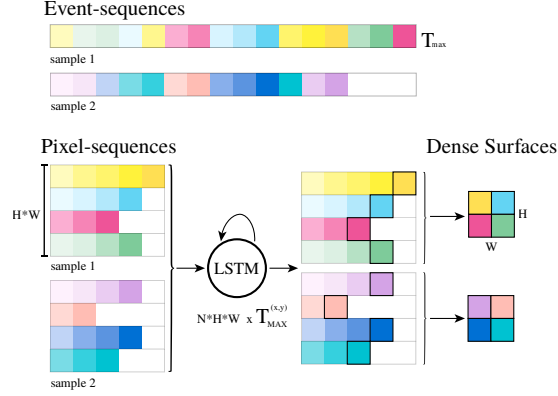 Event-sequences
T_max
sample 1
sample 2
Pixel-sequences
Dense Surfaces
H*W
sample 1
LSTM
N*H*W x T_MAX^(x,y)
H
W
sample 2